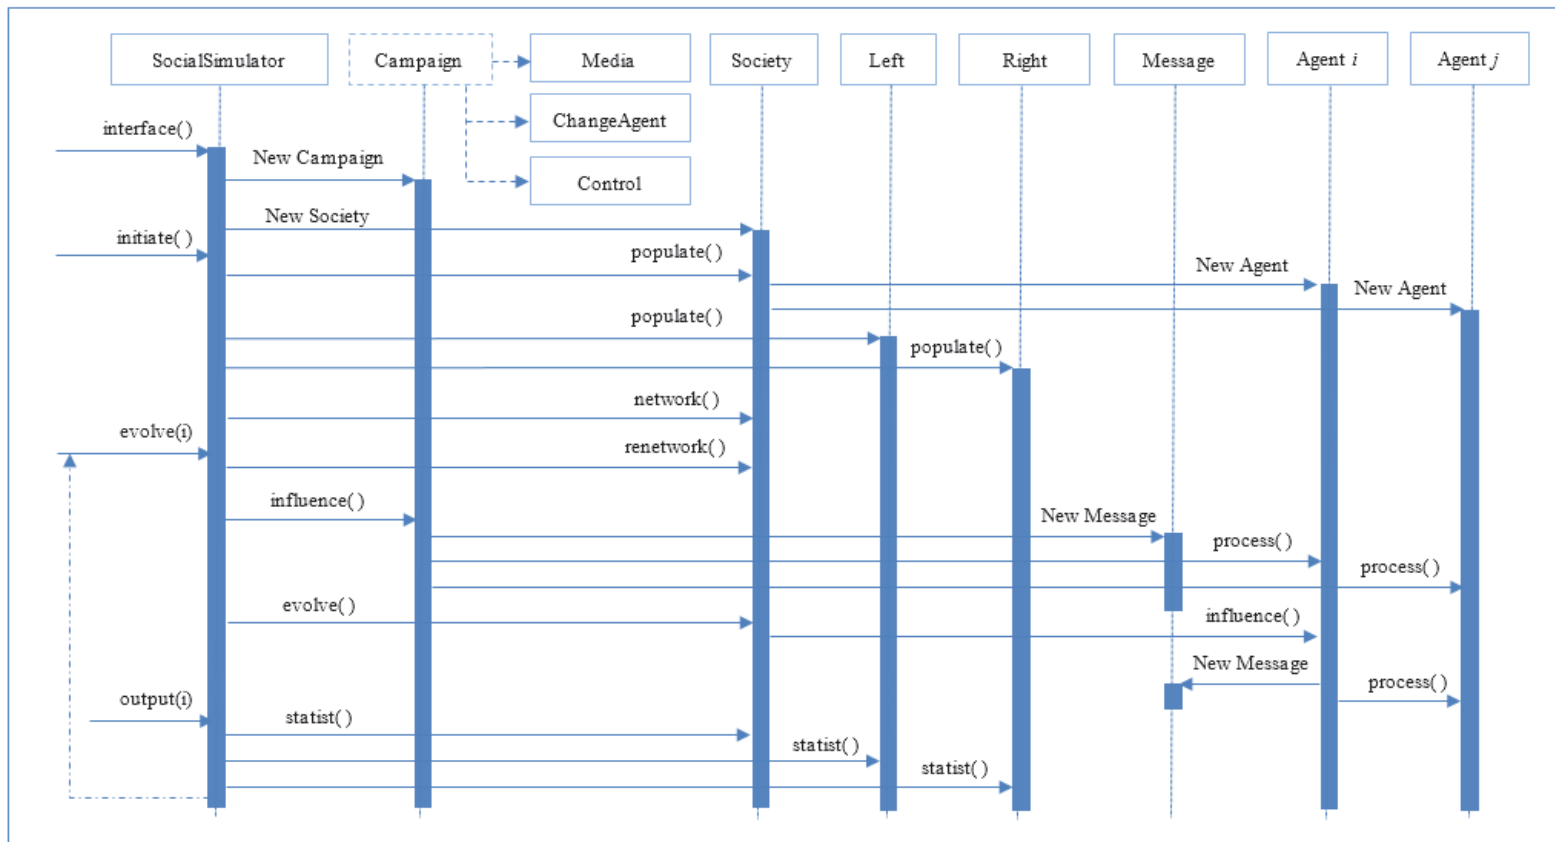 SocialSimulator
Campaign
Media
Society
Left
Right
Message
Agent i
Agent j
ChangeAgent
interface()
New Campaign
Control
New Society
initiate()
populate()
New Agent
New Agent
populate()
populate()
network()
evolve(i)
renetwork()
influence()
New Message
process()
process()
evolve()
influence()
New Message
process()
output(i)
statist()
statist()
statist()